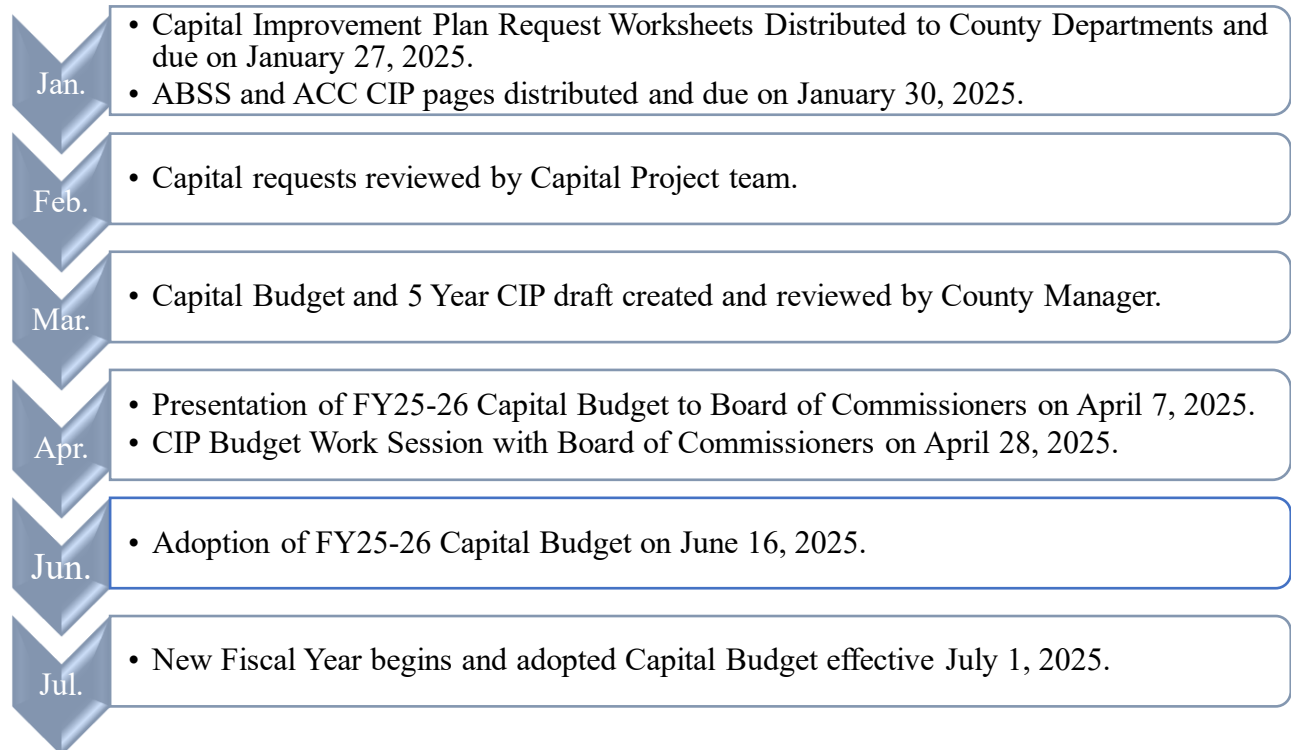 Jan.
• Capital Improvement Plan Request Worksheets Distributed to County Departments and
due on January 27, 2025.
• ABSS and ACC CIP pages distributed and due on January 30, 2025.
Feb.
• Capital requests reviewed by Capital Project team.
Mar.
• Capital Budget and 5 Year CIP draft created and reviewed by County Manager.
Apr.
• Presentation of FY25-26 Capital Budget to Board of Commissioners on April 7, 2025.
• CIP Budget Work Session with Board of Commissioners on April 28, 2025.
Jun.
• Adoption of FY25-26 Capital Budget on June 16, 2025.
Jul.
• New Fiscal Year begins and adopted Capital Budget effective July 1, 2025.